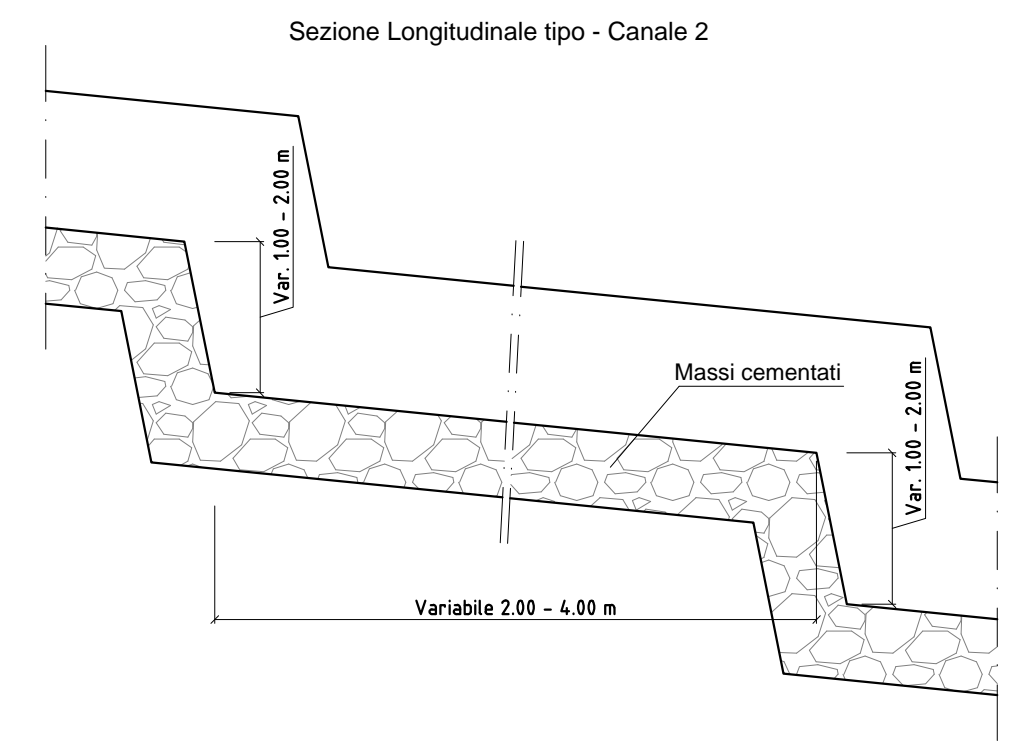 Sezione Longitudinale tipo - Canale 2
Var. 1.00 - 2.00 m
Massi cementati
Var. 1.00 - 2.00 m
Variabile 2.00 - 4.00 m